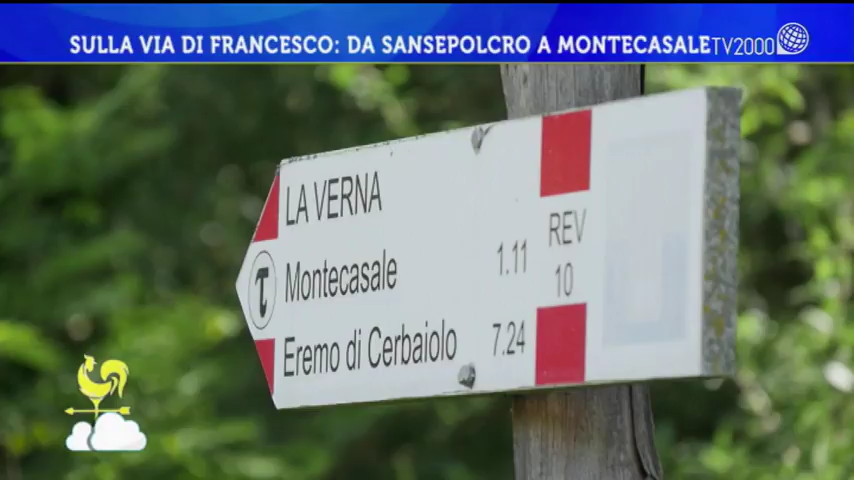 SULLA VIA DI FRANCESCO: DA SANSEPOLCRO A MONTECASALE
TV2000
LA VERNA
Montecasale 1.11
Eremo di Cerbaiolo 7.24
REV
10
τ